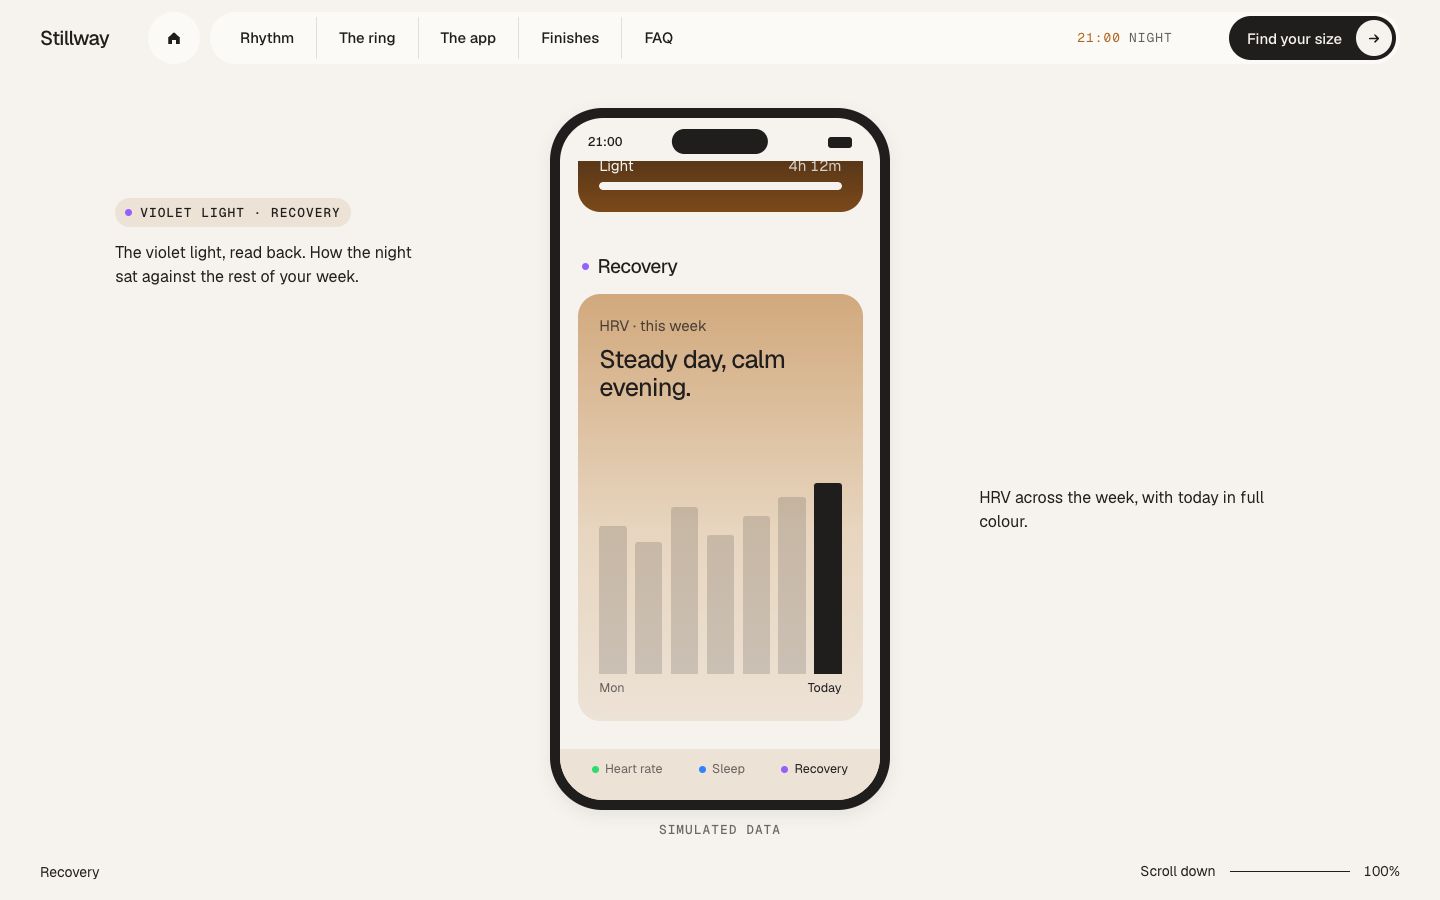 Stillway
Rhythm
The ring
The app
Finishes
FAQ
21:00 NIGHT
Find your size
21:00
Light 4h 12m
VIOLET LIGHT · RECOVERY
The violet light, read back. How the night
sat against the rest of your week.
Recovery
HRV · this week
Steady day, calm
evening.
HRV across the week, with today in full
colour.
Mon Today
Heart rate Sleep Recovery
SIMULATED DATA
Recovery
Scroll down 100%